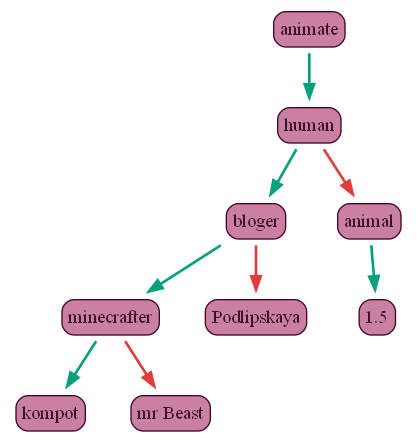 animate
human
bloger
animal
minecrafter
Podlipskaya
1.5
kompot
mr Beast